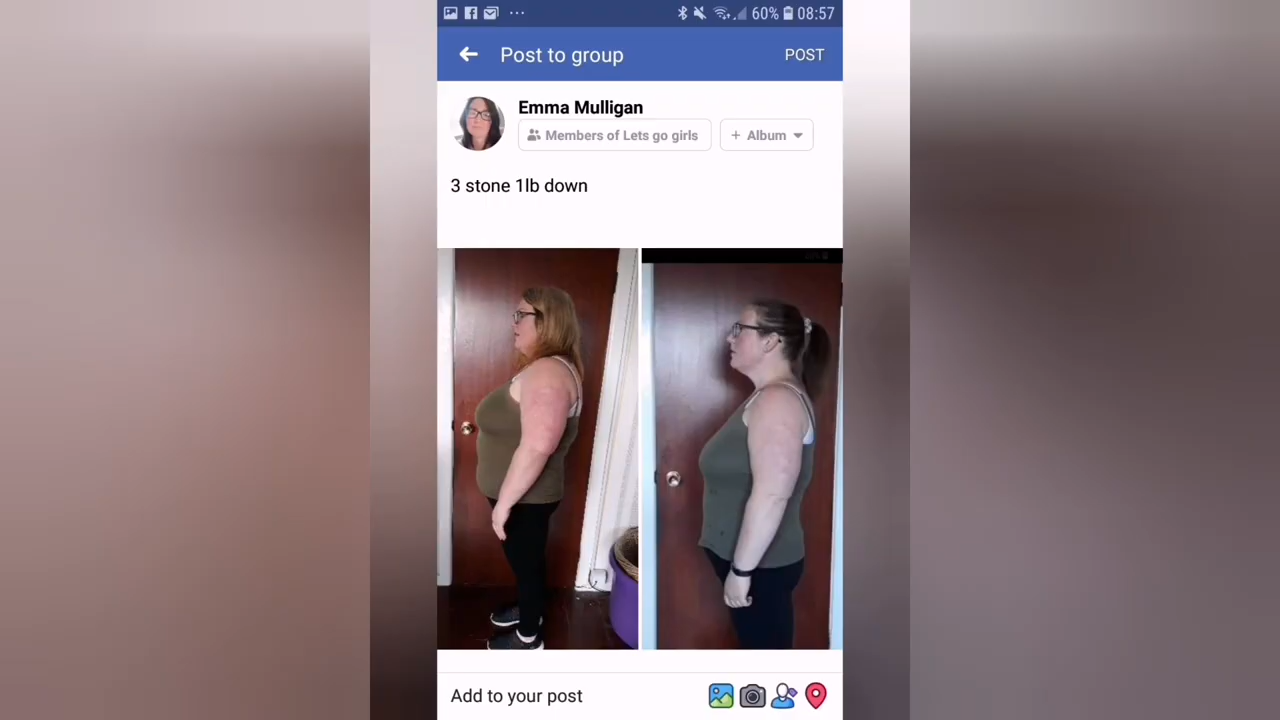 60% 08:57
Post to group POST
Emma Mulligan
Members of Lets go girls + Album
3 stone 1lb down
Add to your post